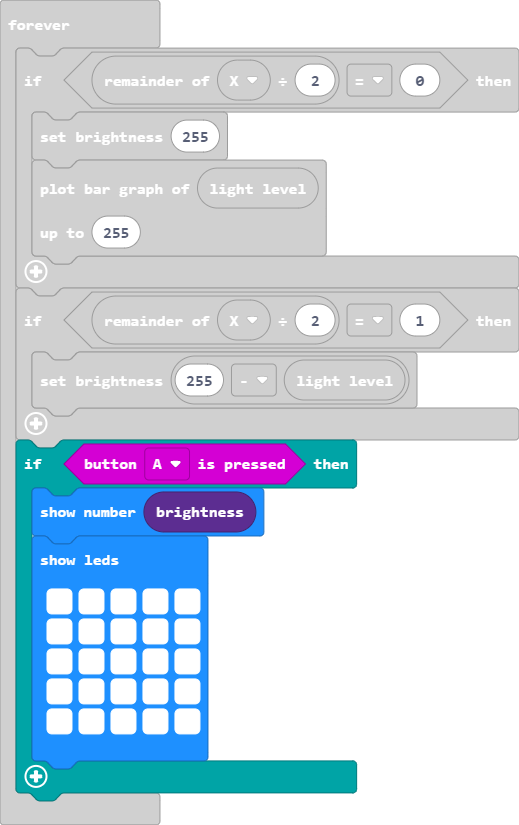 forever
if remainder of X ÷ 2 = 0 then
set brightness 255
plot bar graph of light level
up to 255
if remainder of X ÷ 2 = 1 then
set brightness 255 - light level
if button A is pressed then
show number brightness
show leds